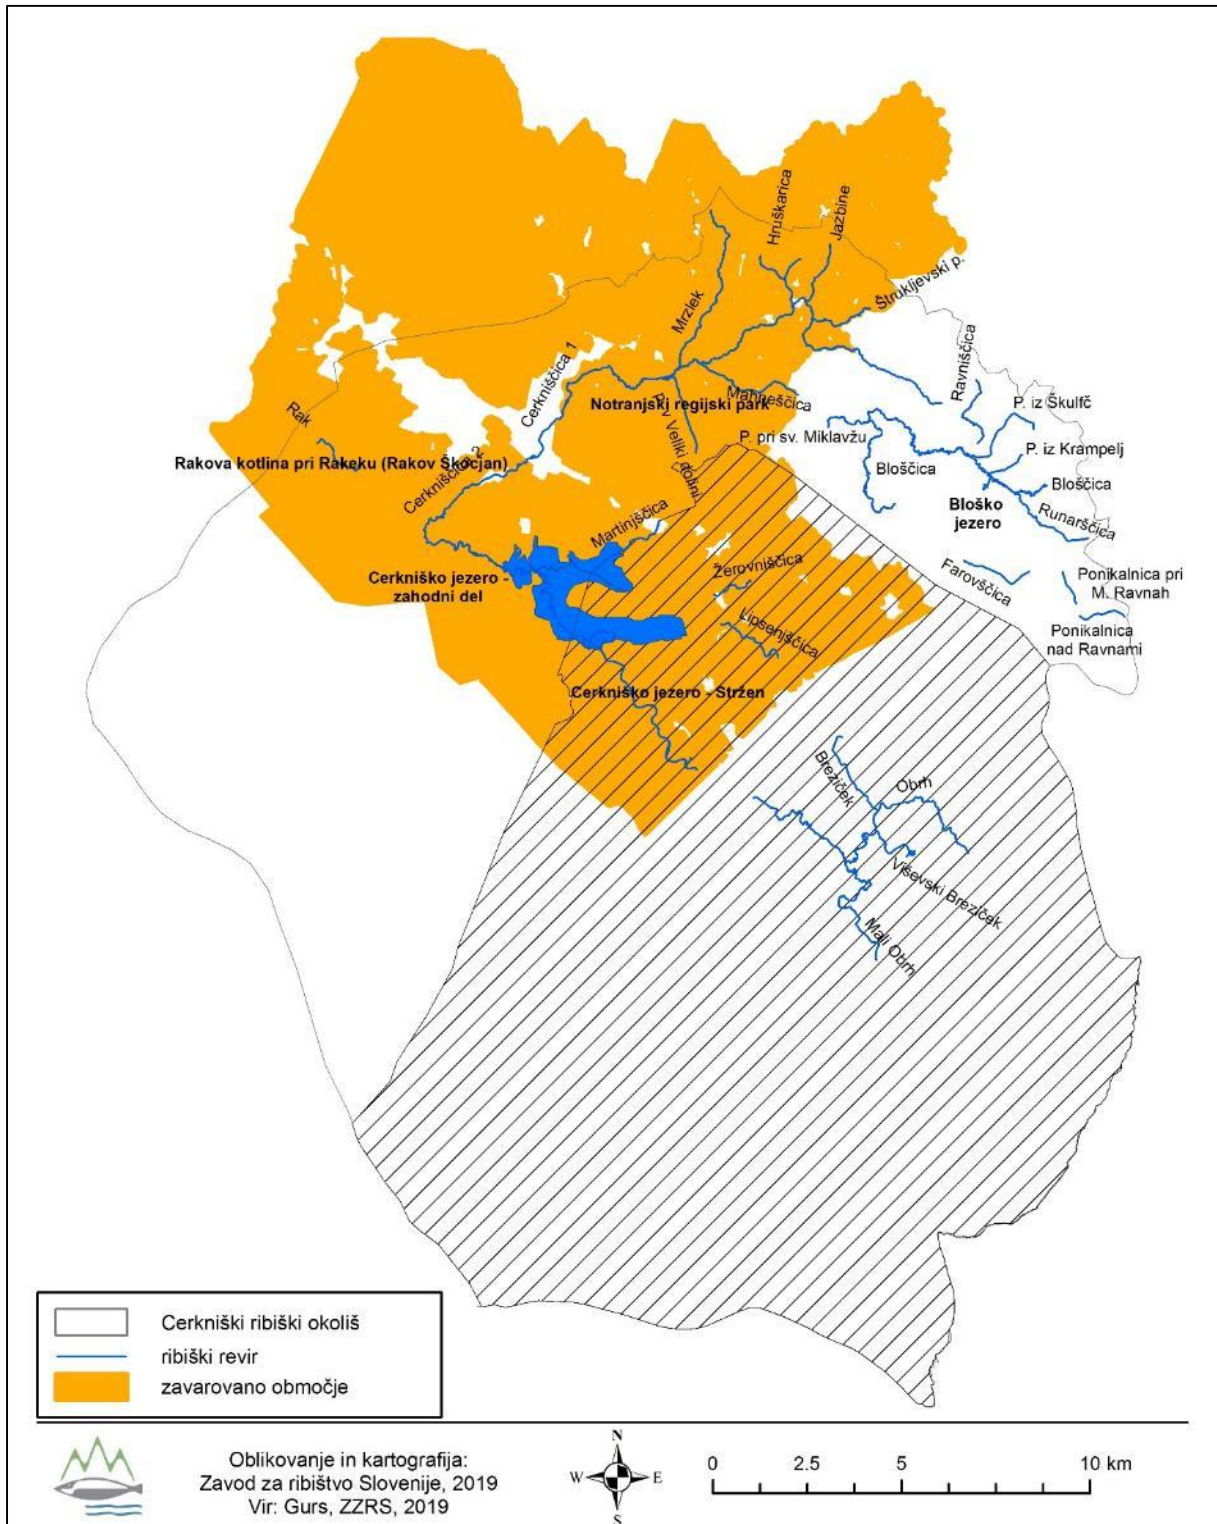 Hruškarica
Jazbine
Štrukljevski p.
Mrzlek
Ravniščica
Cerkniščica 1
P. iz Škulfč
Notranjski regijski park
Rak
P. v Veliki dolini
P. pri sv. Miklavžu
P. iz Krampelj
Rakova kotlina pri Rakeku (Rakov Škocjan)
Cerkniščica 2
Bloščica
Bloščica
Bloško
jezero
Runarščica
Martinjščica
Cerkniško jezero -
zahodni del
Žerovniščica
Farovščica
Ponikalnica pri
M. Ravnah
Lipsenjščica
Ponikalnica
nad Ravnami
Cerkniško jezero - Stržen
Brežiček
Obrh
Viševski Brežiček
Mali Obrh
Cerkniški ribiški okoliš
ribiški revir
zavarovano območje
Oblikovanje in kartografija:
Zavod za ribištvo Slovenije, 2019
Vir: Gurs, ZZRS, 2019
N
W E
S
0 2.5 5 10 km